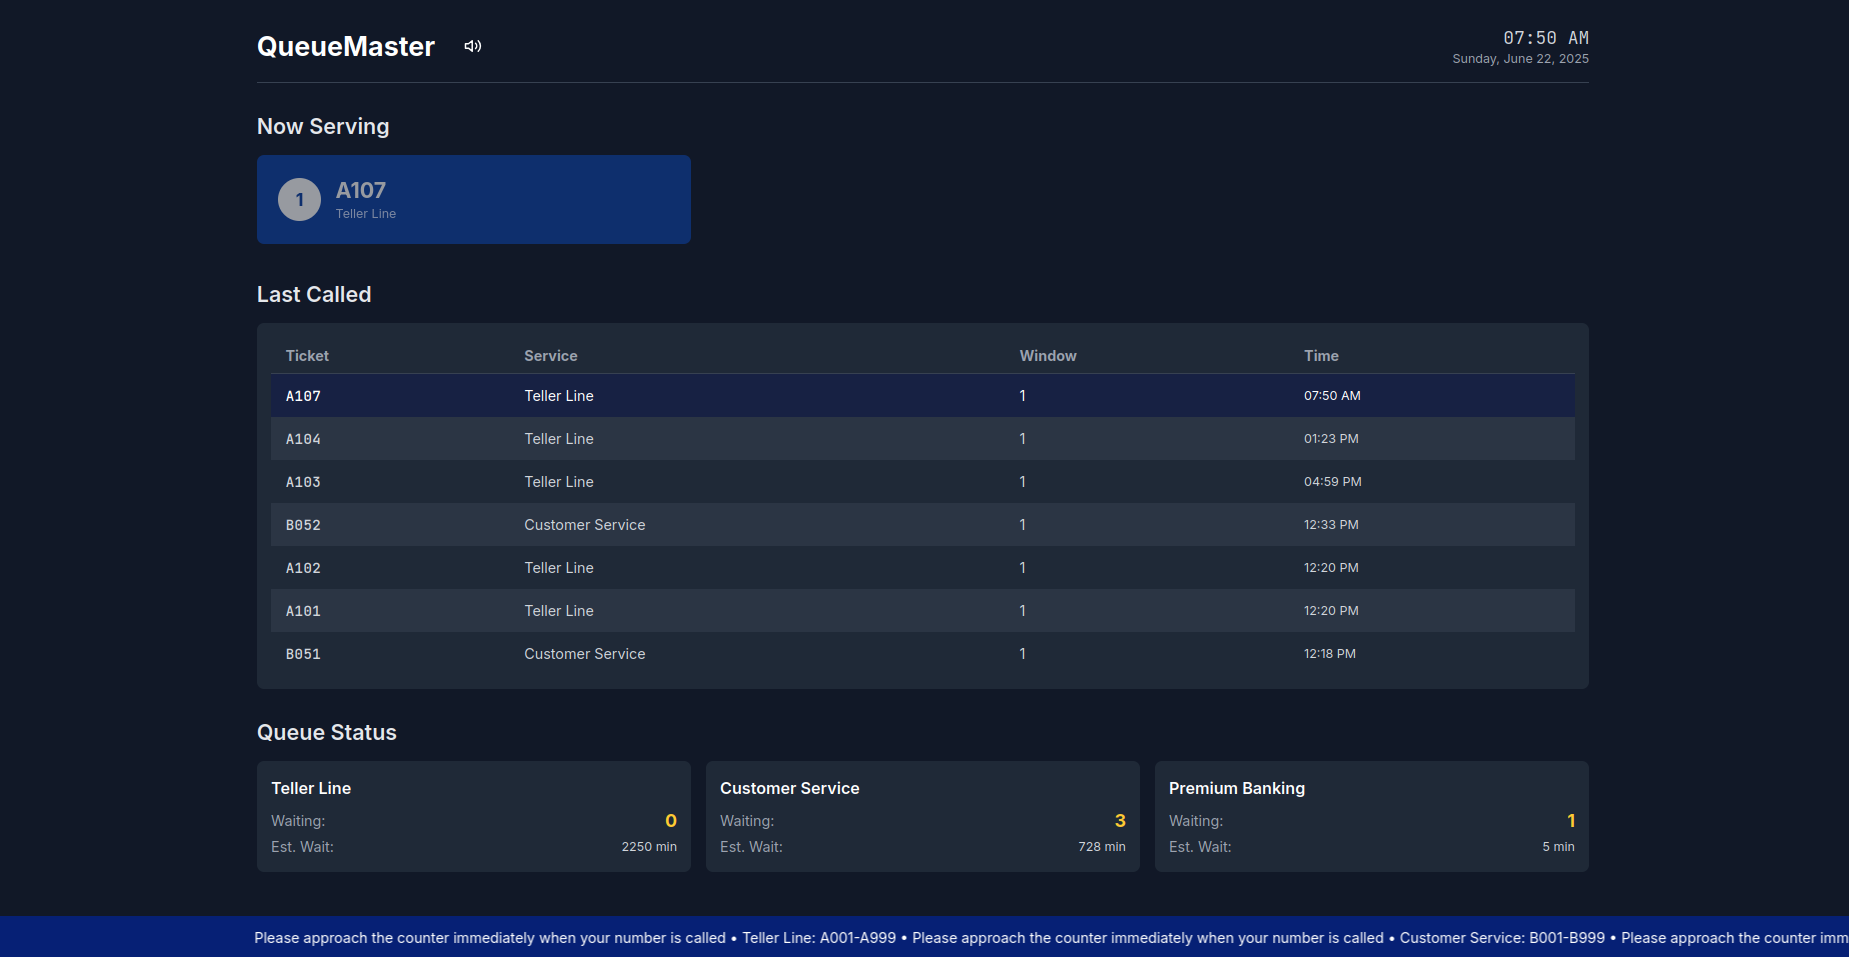 QueueMaster
07:50 AM
Sunday, June 22, 2025
Now Serving
1
A107
Teller Line
Last Called
Ticket Service Window Time
A107 Teller Line 1 07:50 AM
A104 Teller Line 1 01:23 PM
A103 Teller Line 1 04:59 PM
B052 Customer Service 1 12:33 PM
A102 Teller Line 1 12:20 PM
A101 Teller Line 1 12:20 PM
B051 Customer Service 1 12:18 PM
Queue Status
Teller Line
Waiting: 0
Est. Wait: 2250 min
Customer Service
Waiting: 3
Est. Wait: 728 min
Premium Banking
Waiting: 1
Est. Wait: 5 min
Please approach the counter immediately when your number is called • Teller Line: A001-A999 • Please approach the counter immediately when your number is called • Customer Service: B001-B999 • Please approach the counter imm